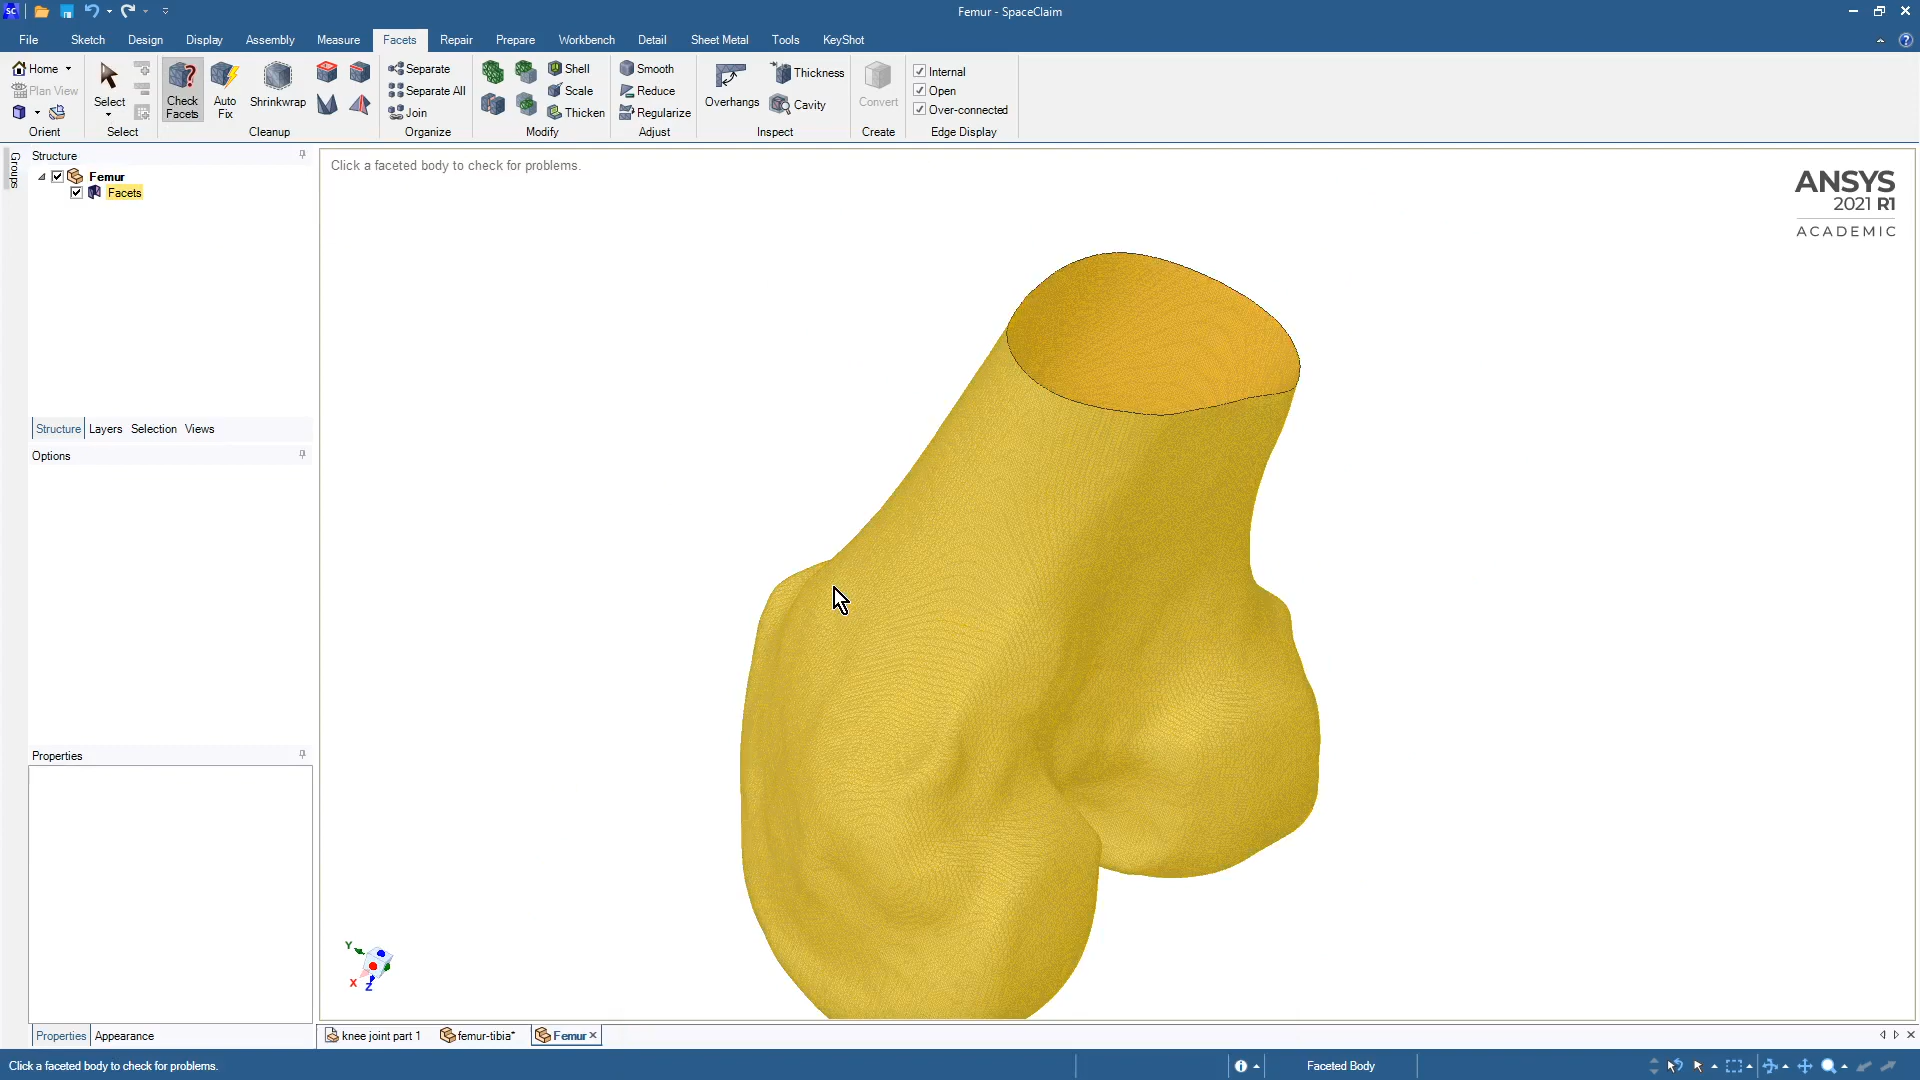 SC
Femur - SpaceClaim
File Sketch Design Display Assembly Measure Facets Repair Prepare Workbench Detail Sheet Metal Tools KeyShot
Home
Plan View
Orient
Select
Select
Check Facets
Auto Fix
Shrinkwrap
Cleanup
Separate
Separate All
Join
Organize
Shell
Scale
Thicken
Modify
Smooth
Reduce
Regularize
Adjust
Overhangs
Thickness
Cavity
Inspect
Convert
Create
Internal
Open
Over-connected
Edge Display
Groups
Structure
Femur
Facets
Structure Layers Selection Views
Options
Properties
Properties Appearance
Click a faceted body to check for problems.
ANSYS
2021 R1
ACADEMIC
Y
X
Z
knee joint part 1 femur-tibia* Femur
Click a faceted body to check for problems.
Faceted Body